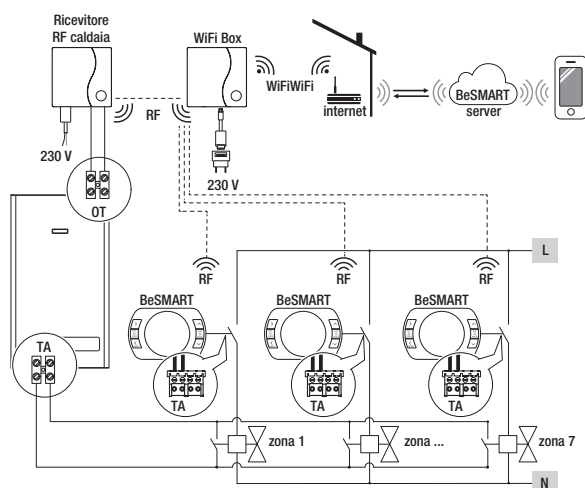 Ricevitore
RF caldaia
WiFi Box
WiFiWiFi
internet
BeSMART
server
RF
230 V
230 V
OT
RF
RF
RF
L
BeSMART
BeSMART
BeSMART
TA
TA
TA
TA
zona 1
zona ...
zona 7
N